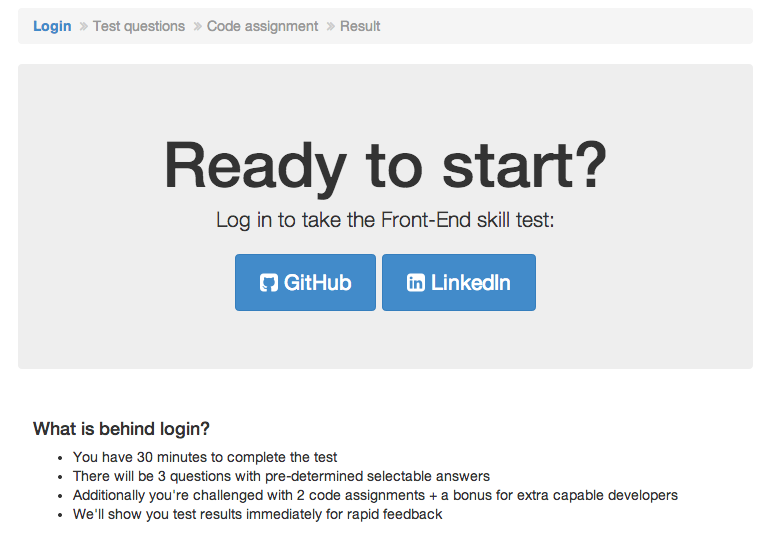 Login » Test questions » Code assignment » Result
Ready to start?
Log in to take the Front-End skill test:
GitHub LinkedIn
What is behind login?
• You have 30 minutes to complete the test
• There will be 3 questions with pre-determined selectable answers
• Additionally you're challenged with 2 code assignments + a bonus for extra capable developers
• We'll show you test results immediately for rapid feedback